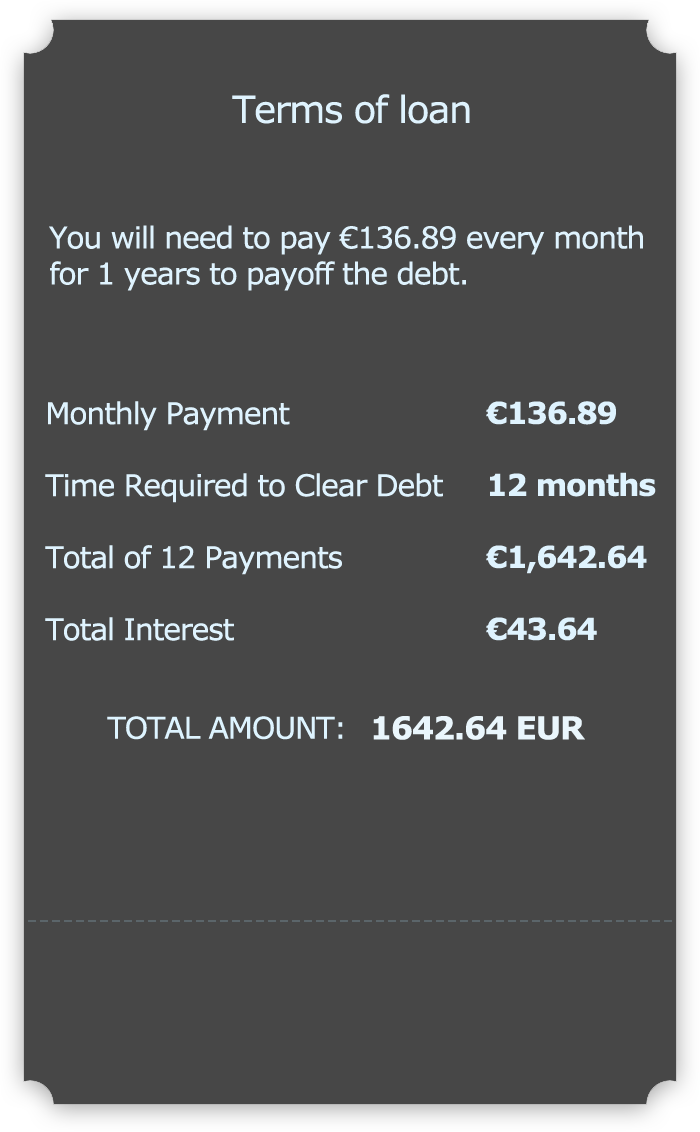 Terms of loan
You will need to pay €136.89 every month
for 1 years to payoff the debt.
Monthly Payment €136.89
Time Required to Clear Debt 12 months
Total of 12 Payments €1,642.64
Total Interest €43.64
TOTAL AMOUNT: 1642.64 EUR